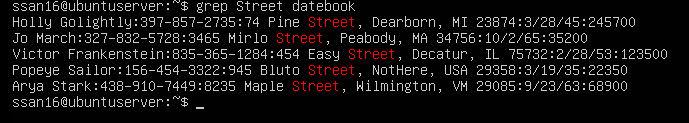 ssan16@ubuntuserver:~$ grep Street datebook
Holly Golightly:397-857-2735:74 Pine Street, Dearborn, MI 23874:3/28/45:245700
Jo March:327-832-5728:3465 Mirlo Street, Peabody, MA 34756:10/2/65:35200
Victor Frankenstein:835-365-1284:454 Easy Street, Decatur, IL 75732:2/28/53:123500
Popeye Sailor:156-454-3322:945 Bluto Street, NotHere, USA 29358:3/19/35:22350
Arya Stark:438-910-7449:8235 Maple Street, Wilmington, VM 29085:9/23/63:68900
ssan16@ubuntuserver:~$ _